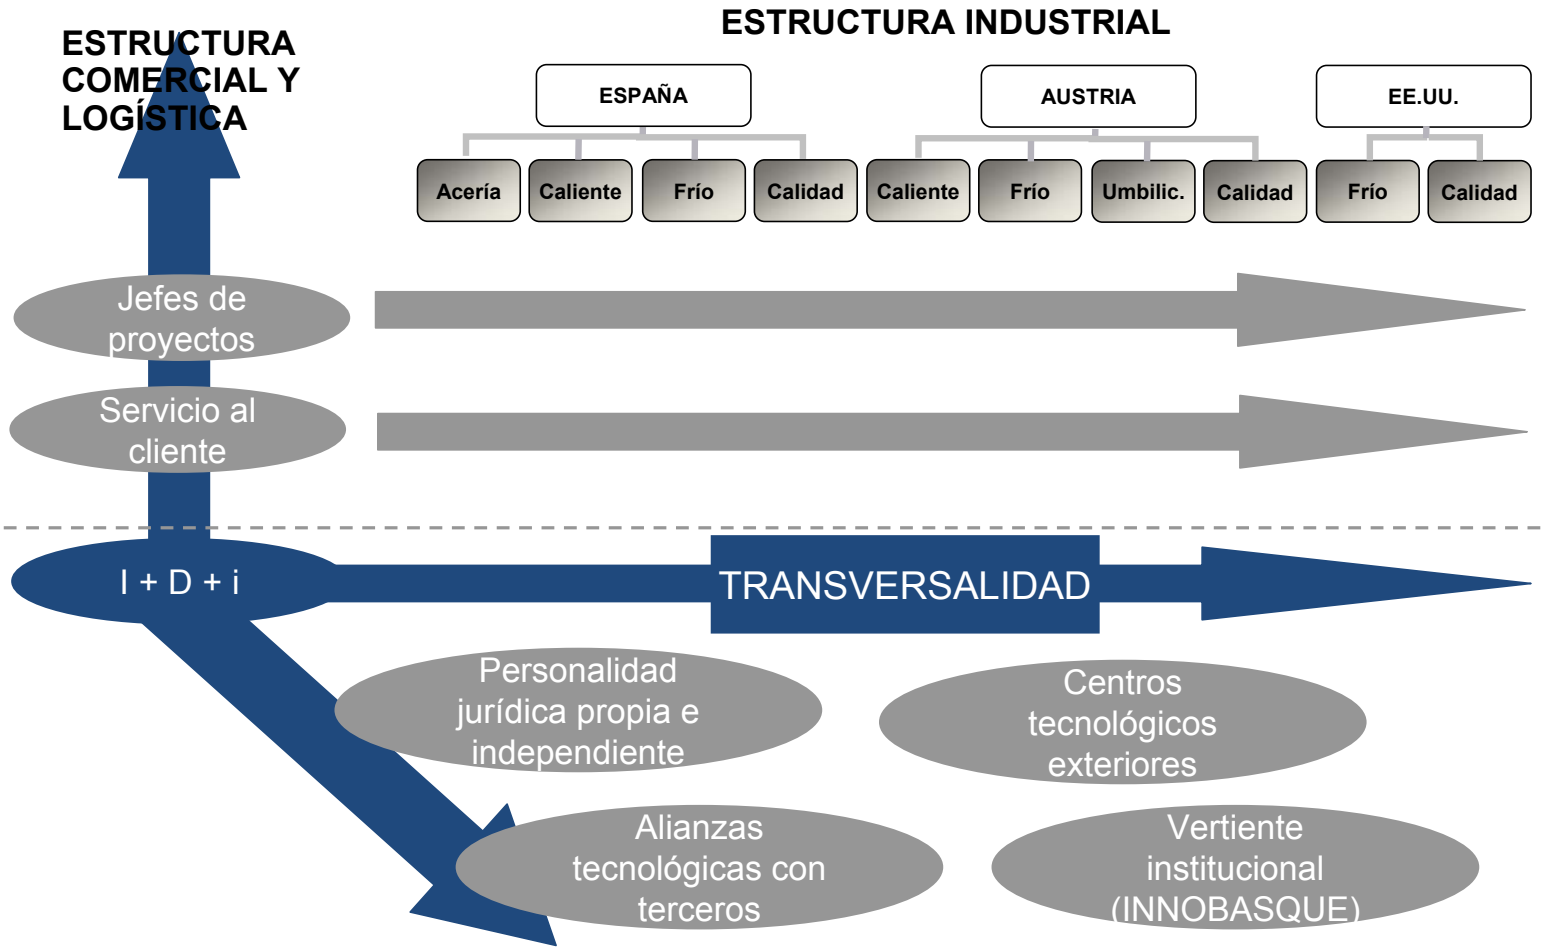 ESTRUCTURA INDUSTRIAL
ESTRUCTURA
COMERCIAL Y
LOGÍSTICA
ESPAÑA
AUSTRIA
EE.UU.
Acería
Caliente
Frío
Calidad
Caliente
Frío
Umbilic.
Calidad
Frío
Calidad
Jefes de
proyectos
Servicio al
cliente
I + D + i
TRANSVERSALIDAD
Personalidad
jurídica propia e
independiente
Centros
tecnológicos
exteriores
Alianzas
tecnológicas con
terceros
Vertiente
institucional
(INNOBASQUE)